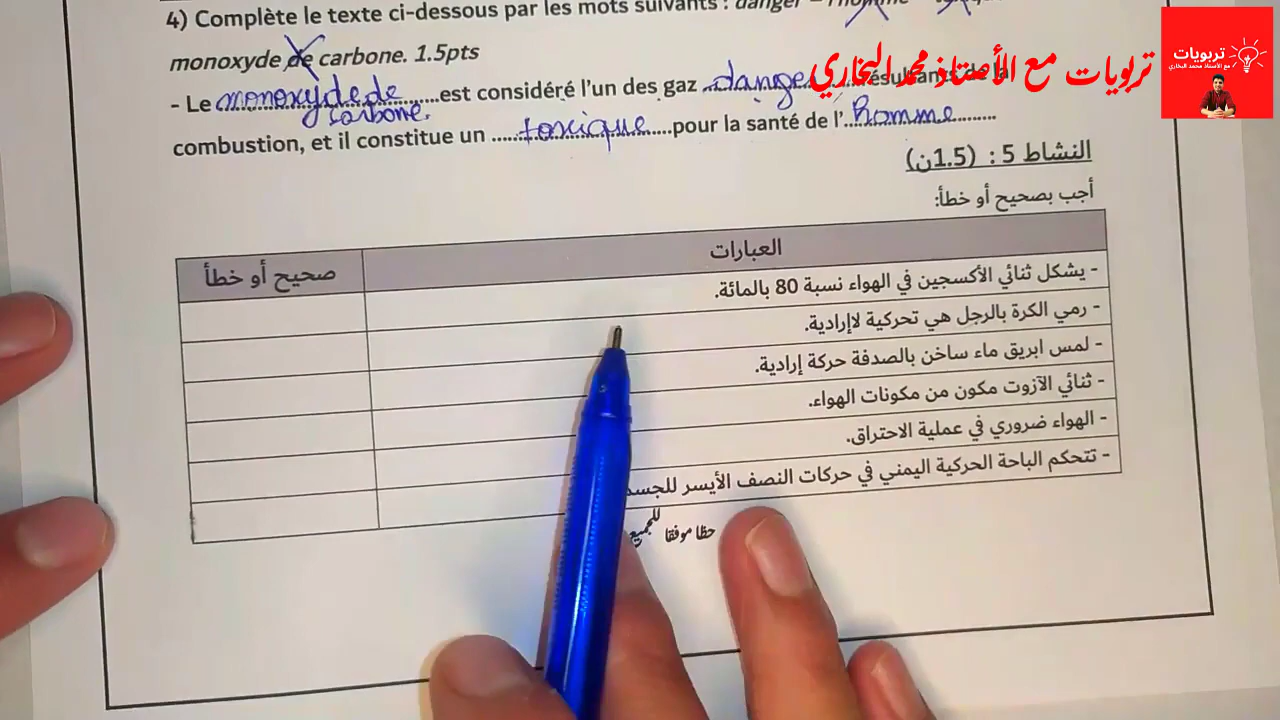 4) Complète le texte ci-dessous par les mots suivants : danger –
monoxyde de carbone. 1.5pts
- Le monoxyde de carbone. est considéré l'un des gaz danger résultants de la
combustion, et il constitue un toxique pour la santé de l' homme
تربويات مع الأستاذ محمد البخاري
تربويات
مع الأستاذ محمد البخاري
النشاط 5 : (1.5ن)
أجب بصحيح أو خطأ:
العبارات
صحيح أو خطأ
- يشكل ثنائي الأكسجين في الهواء نسبة 80 بالمائة.
- رمي الكرة بالرجل هي تحركية لاإرادية.
- لمس ابريق ماء ساخن بالصدفة حركة إرادية.
- ثنائي الآزوت مكون من مكونات الهواء.
- الهواء ضروري في عملية الاحتراق.
- تتحكم الباحة الحركية اليمني في حركات النصف الأيسر للجسم
حظا موفقا للجميع